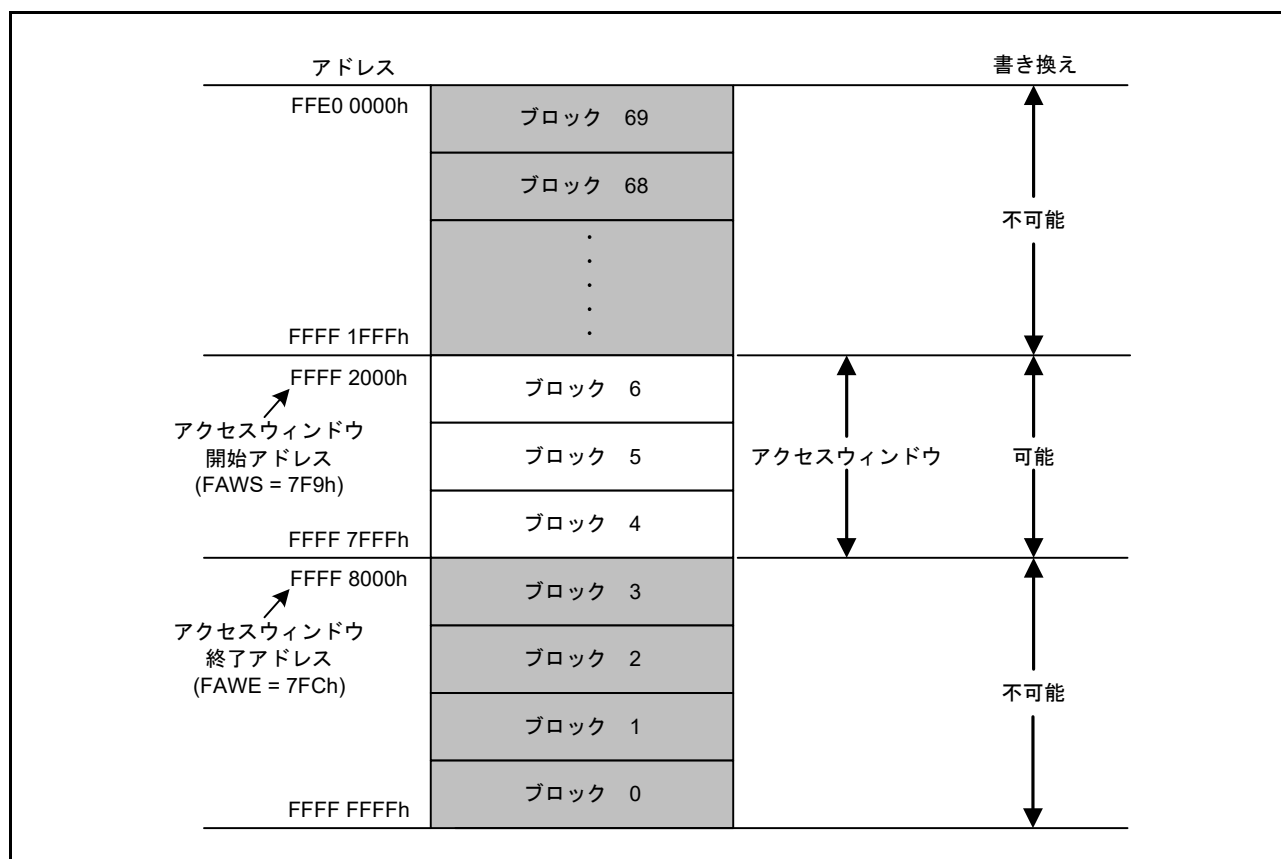 アドレス
書き換え
FFE0 0000h
ブロック 69
ブロック 68
不可能
・
・
・
・
・
FFFF 1FFFh
FFFF 2000h
ブロック 6
アクセスウィンドウ
開始アドレス
(FAWS = 7F9h)
ブロック 5
アクセスウィンドウ
可能
ブロック 4
FFFF 7FFFh
FFFF 8000h
ブロック 3
アクセスウィンドウ
終了アドレス
(FAWE = 7FCh)
ブロック 2
不可能
ブロック 1
ブロック 0
FFFF FFFFh